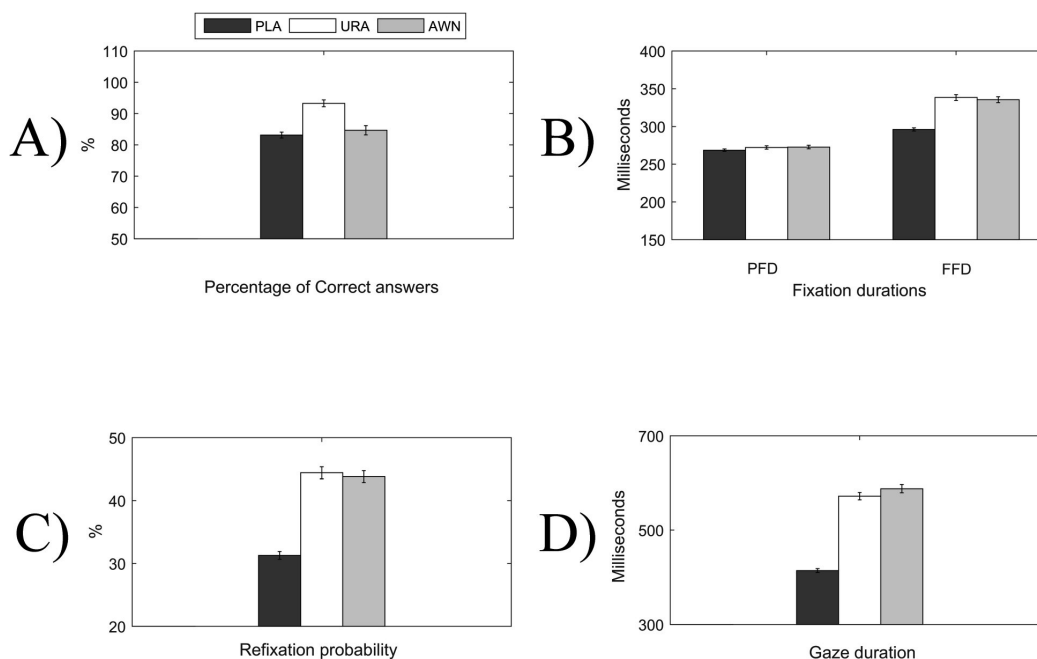 PLA URA AWN
A)
%
110
100
90
80
70
60
50
Percentage of Correct answers
B)
Milliseconds
400
350
300
250
200
150
PFD FFD
Fixation durations
C)
%
50
40
30
20
Refixation probability
D)
Milliseconds
700
500
300
Gaze duration